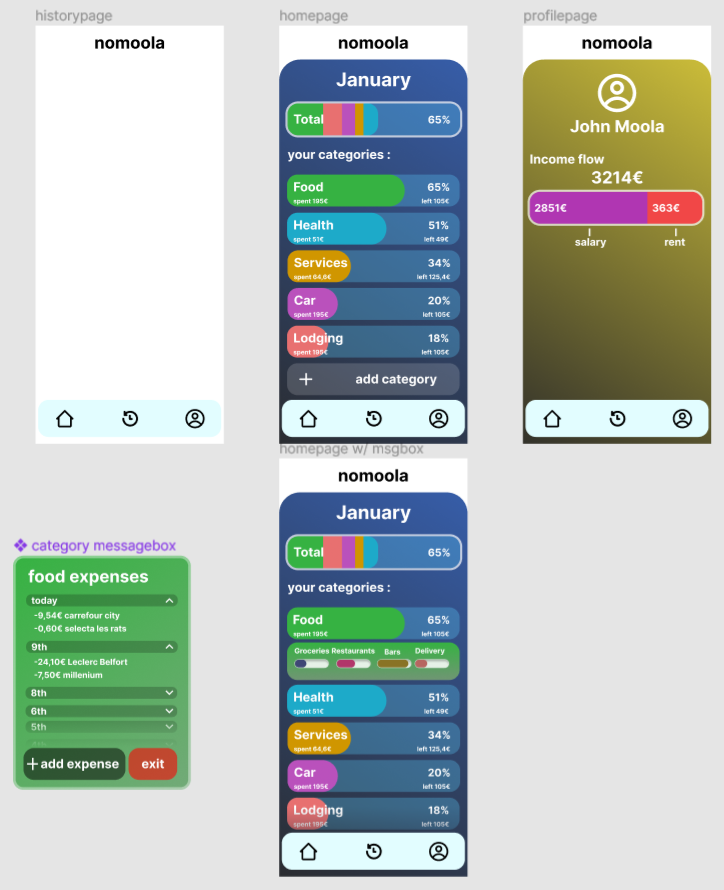 historypage
nomoola
homepage
nomoola
January
Total 65%
your categories :
Food 65%
spent 195€ left 105€
Health 51%
spent 51€ left 49€
Services 34%
spent 64,6€ left 125,4€
Car 20%
spent 195€ left 105€
Lodging 18%
spent 195€ left 105€
add category
profilepage
nomoola
John Moola
Income flow
3214€
2851€ 363€
salary rent
category messagebox
food expenses
today
-9,54€ carrefour city
-0,60€ selecta les rats
9th
-24,10€ Leclerc Belfort
-7,50€ millenium
8th
6th
5th
+ add expense exit
homepage w/ msgbox
nomoola
January
Total 65%
your categories :
Food 65%
spent 195€ left 105€
Groceries Restaurants Bars Delivery
Health 51%
spent 51€ left 49€
Services 34%
spent 64,6€ left 125,4€
Car 20%
spent 195€ left 105€
Lodging 18%
spent 195€ left 105€